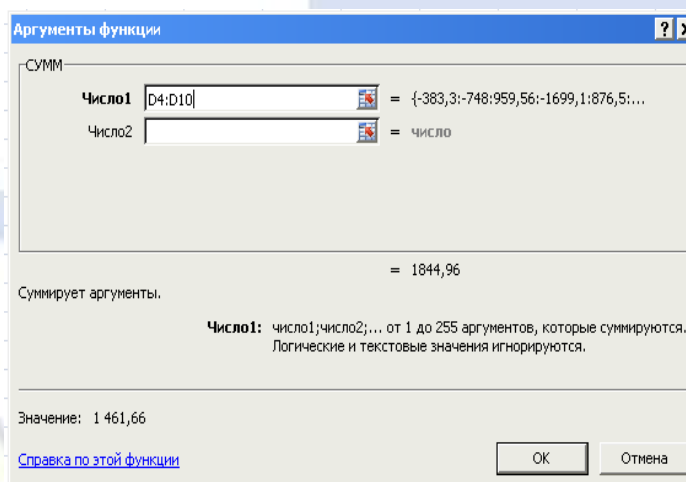 Аргументы функции
СУММ
Число1 D4:D10 = {-383,3:-748:959,56:-1699,1:876,5:...
Число2 = число
= 1844,96
Суммирует аргументы.
Число1: число1;число2;... от 1 до 255 аргументов, которые суммируются.
Логические и текстовые значения игнорируются.
Значение: 1 461,66
Справка по этой функции
ОК Отмена